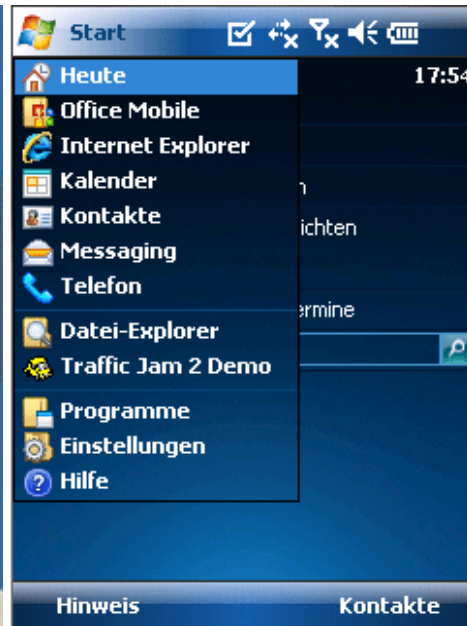 Start
Heute
17:54
Office Mobile
Internet Explorer
Kalender
Kontakte
ichten
Messaging
Telefon
ermine
Datei-Explorer
Traffic Jam 2 Demo
Programme
Einstellungen
Hilfe
Hinweis
Kontakte